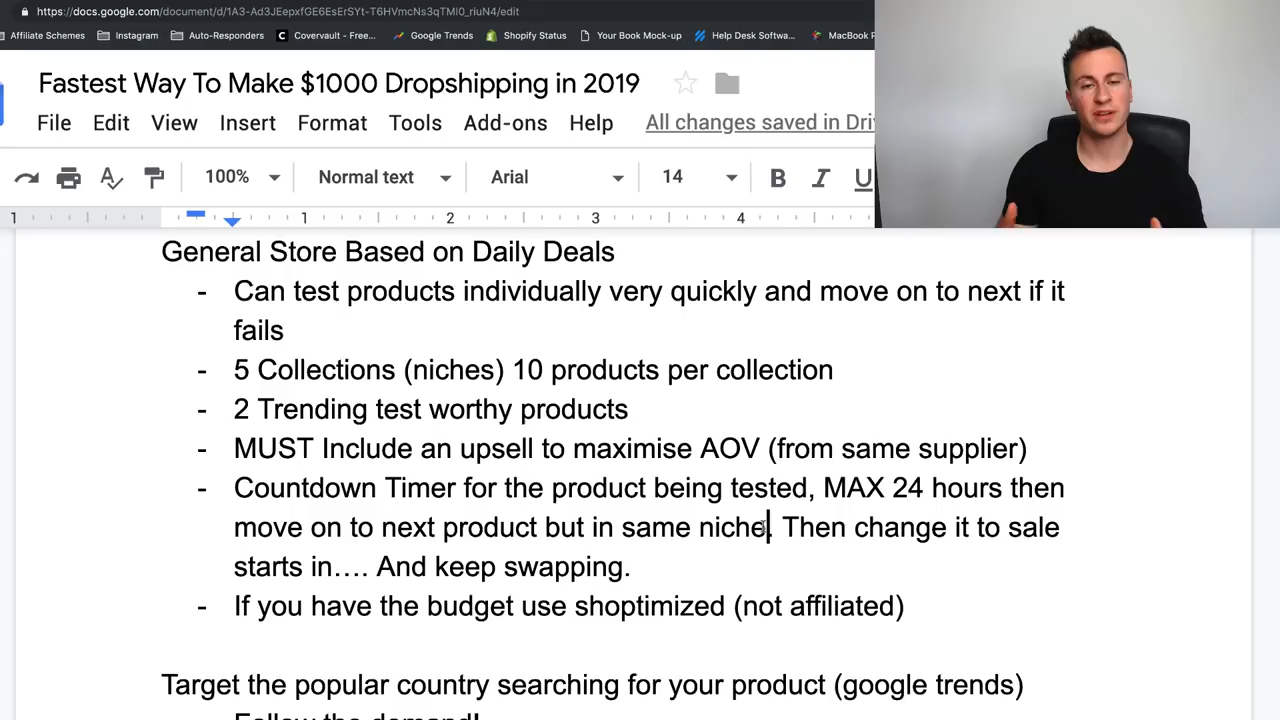 https://docs.google.com/document/d/1A3-Ad3JEepxfGE6EsErSYt-T6HVmcNs3qTMI0_riuN4/edit
Affiliate Schemes Instagram Auto-Responders Covervault - Free... Google Trends Shopify Status Your Book Mock-up Help Desk Softwa... MacBook P
Fastest Way To Make $1000 Dropshipping in 2019
File Edit View Insert Format Tools Add-ons Help All changes saved in Dri
100% Normal text Arial 14 B I U
1 1 2 3 4
General Store Based on Daily Deals
- Can test products individually very quickly and move on to next if it
fails
- 5 Collections (niches) 10 products per collection
- 2 Trending test worthy products
- MUST Include an upsell to maximise AOV (from same supplier)
- Countdown Timer for the product being tested, MAX 24 hours then
move on to next product but in same niche. Then change it to sale
starts in…. And keep swapping.
- If you have the budget use shoptimized (not affiliated)
Target the popular country searching for your product (google trends)
Follow the demand!